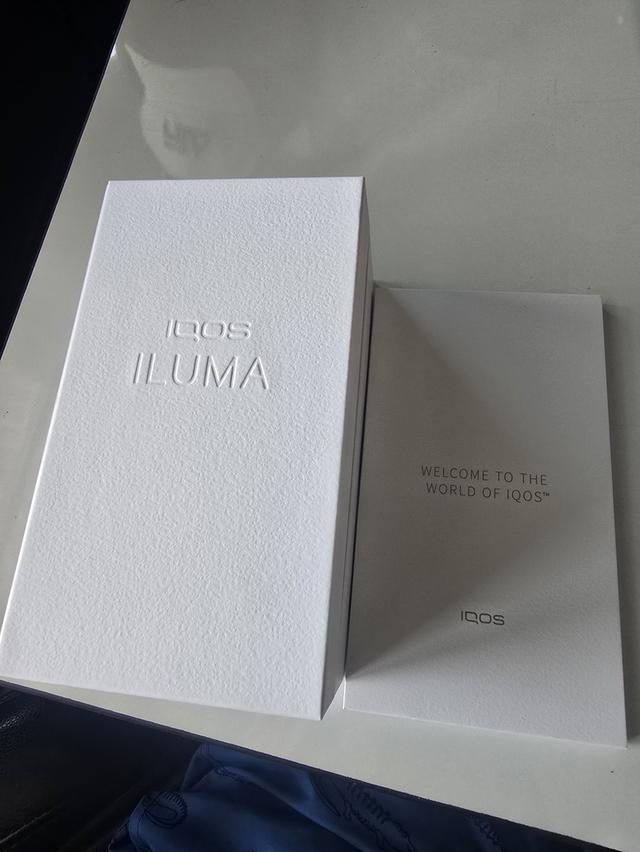 IQOS
ILUMA
WELCOME TO THE
WORLD OF IQOS™
IQOS